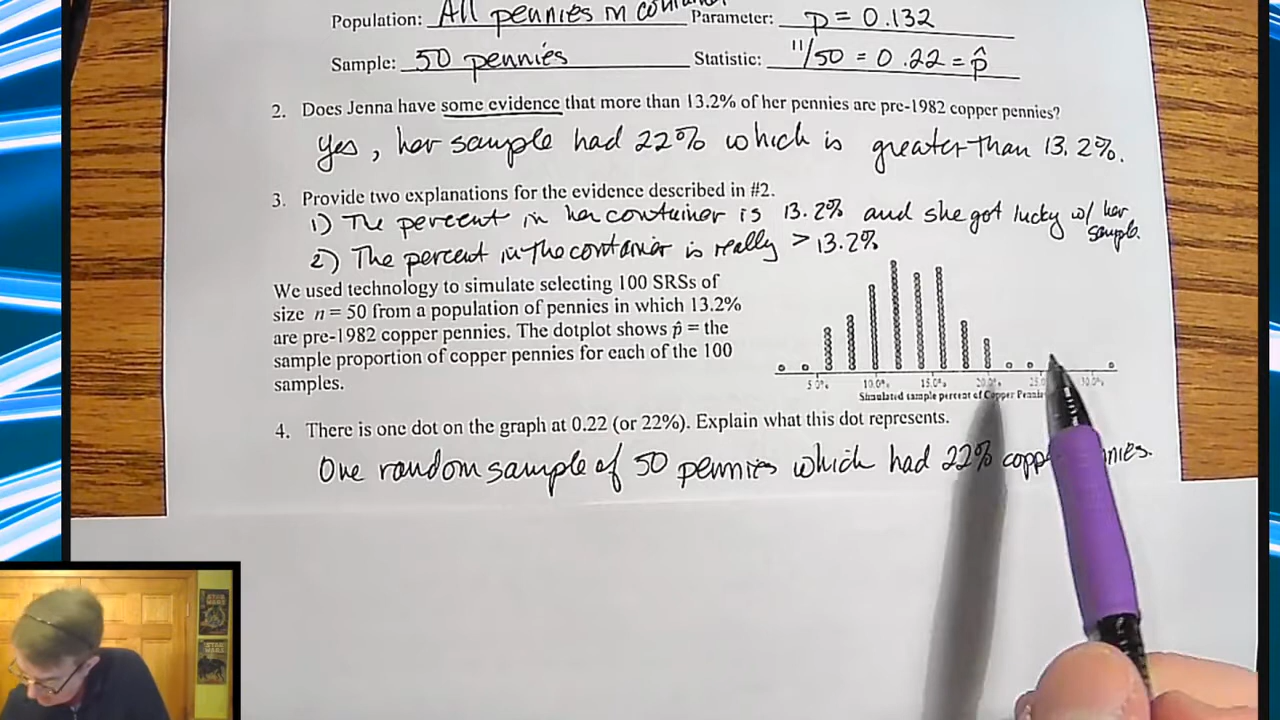 Population: All pennies in Parameter: p = 0.132
Sample: 50 pennies Statistic: 11/50 = 0.22 = p̂
2. Does Jenna have some evidence that more than 13.2% of her pennies are pre-1982 copper pennies?
Yes, her sample had 22% which is greater than 13.2%.
3. Provide two explanations for the evidence described in #2.
1) The percent in her container is 13.2% and she got lucky w/ her
sample.
2) The percent in the container is really > 13.2%
We used technology to simulate selecting 100 SRSs of
size n = 50 from a population of pennies in which 13.2%
are pre-1982 copper pennies. The dotplot shows p̂ = the
sample proportion of copper pennies for each of the 100
samples.
5.0% 10.0% 15.0% 20.0% 30.0%
Simulated sample percent of Copper
4. There is one dot on the graph at 0.22 (or 22%). Explain what this dot represents.
One random sample of 50 pennies which had 22%
STAR
WARS
STAR
WARS